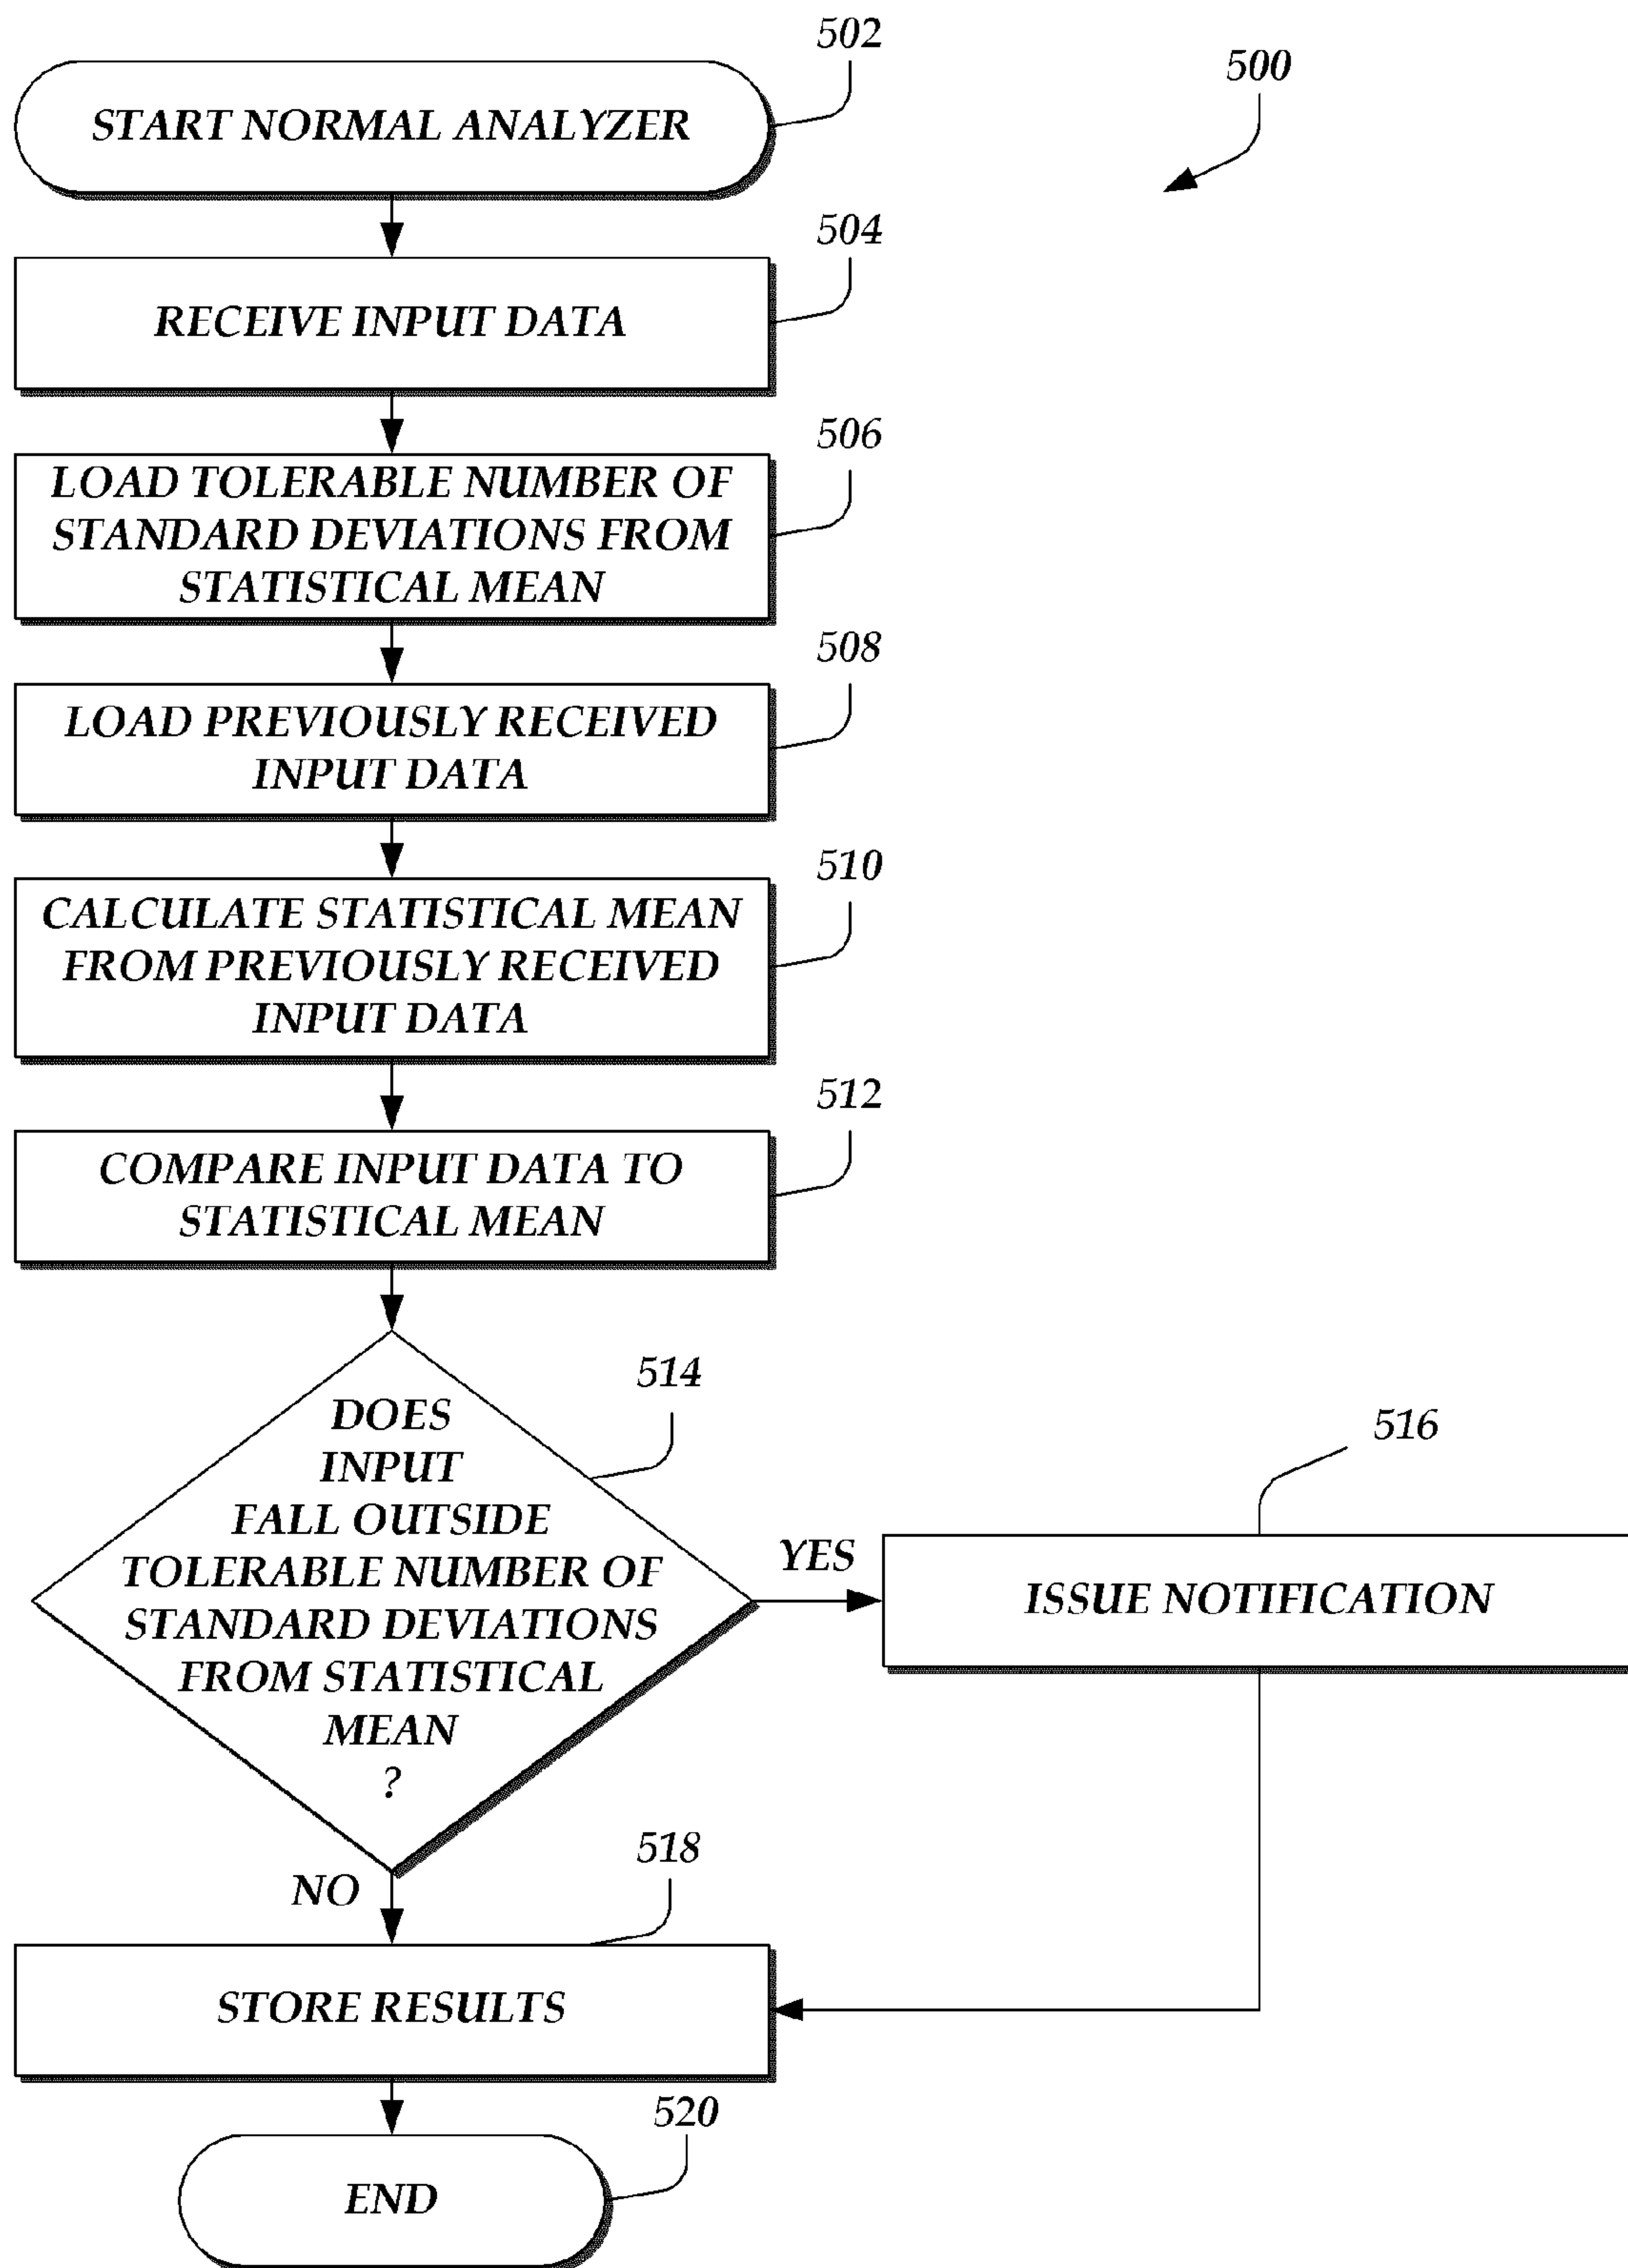 502
500
START NORMAL ANALYZER
504
RECEIVE INPUT DATA
506
LOAD TOLERABLE NUMBER OF
STANDARD DEVIATIONS FROM
STATISTICAL MEAN
508
LOAD PREVIOUSLY RECEIVED
INPUT DATA
510
CALCULATE STATISTICAL MEAN
FROM PREVIOUSLY RECEIVED
INPUT DATA
512
COMPARE INPUT DATA TO
STATISTICAL MEAN
514
DOES
INPUT
FALL OUTSIDE
TOLERABLE NUMBER OF
STANDARD DEVIATIONS
FROM STATISTICAL
MEAN
?
YES
516
ISSUE NOTIFICATION
NO
518
STORE RESULTS
520
END